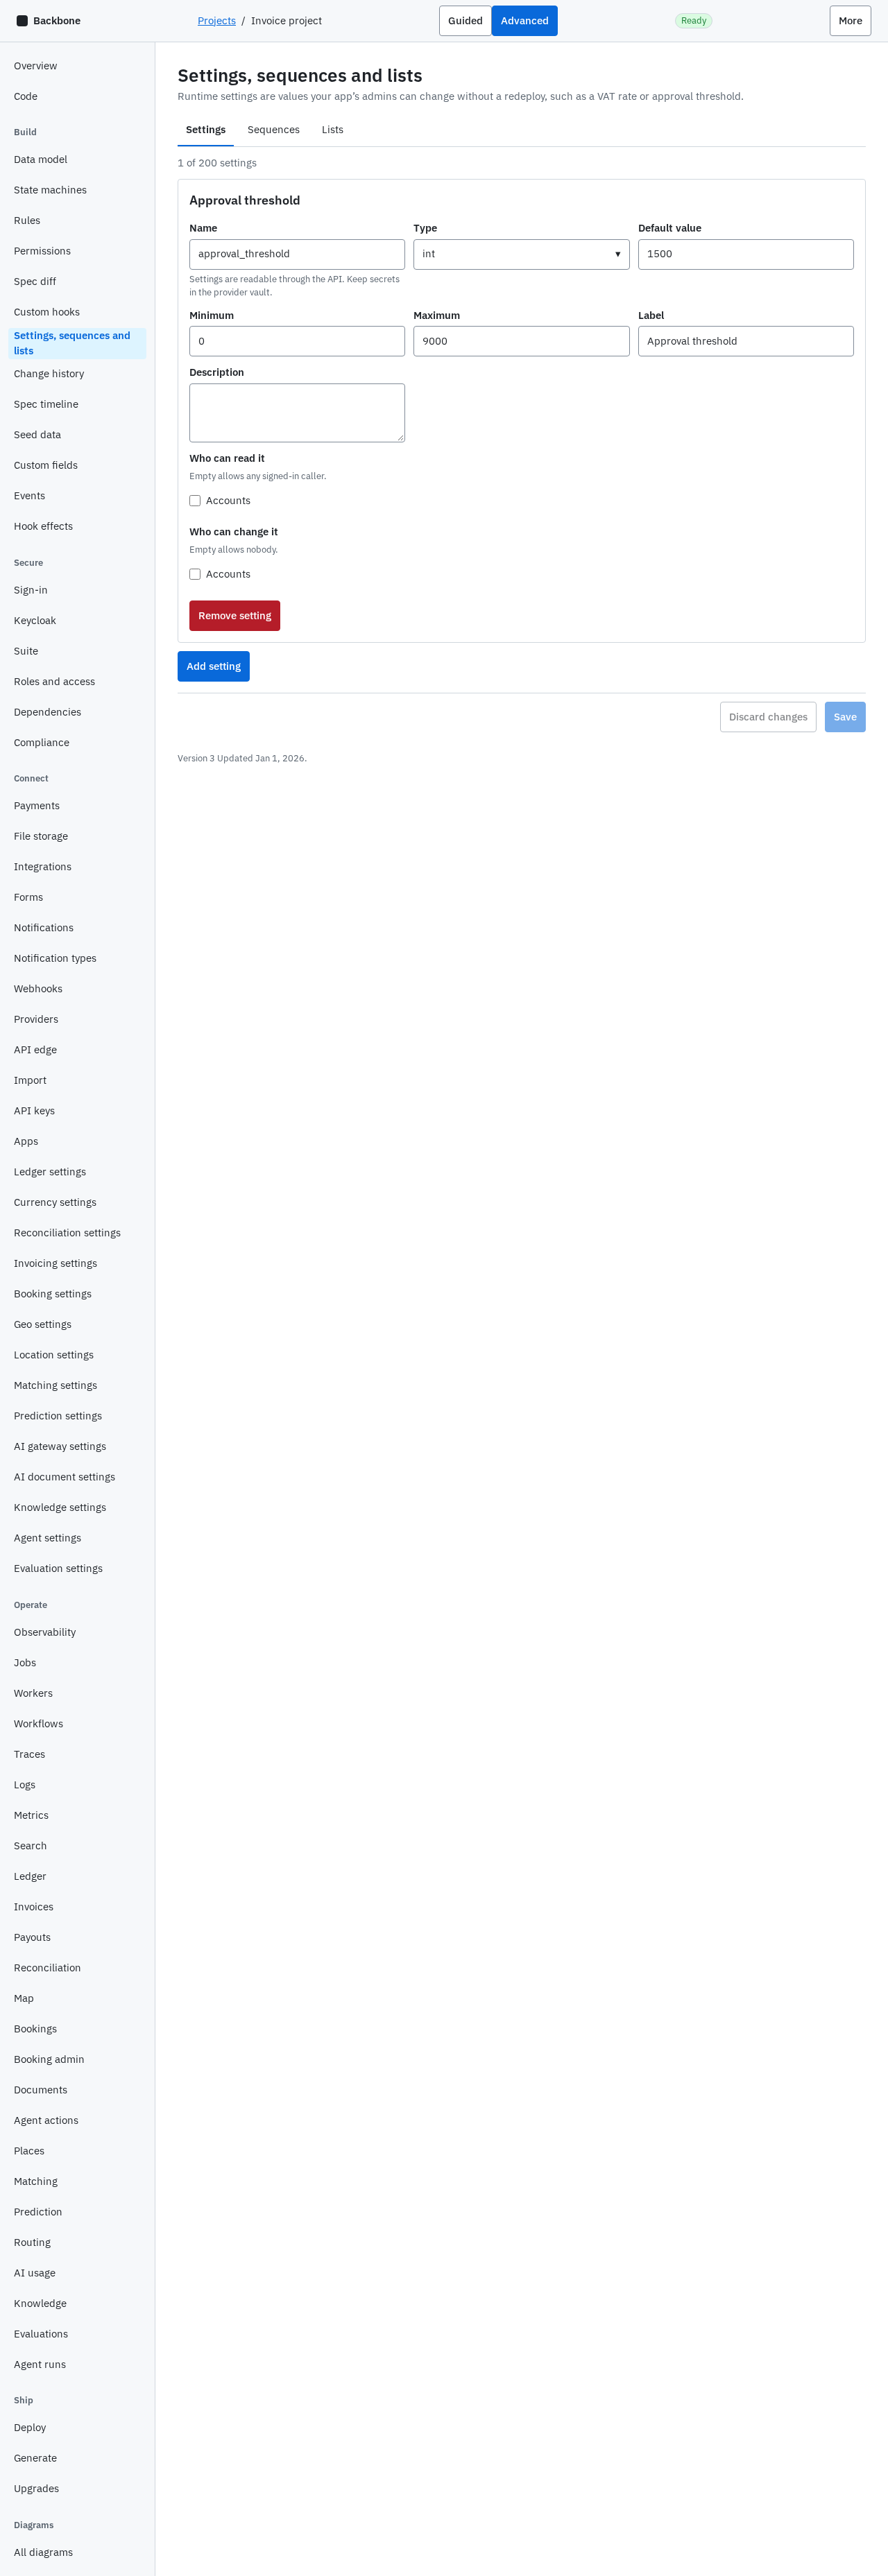 Backbone
Projects / Invoice project
Guided
Advanced
Ready
More
Overview
Code
Build
Data model
State machines
Rules
Permissions
Spec diff
Custom hooks
Settings, sequences and
lists
Change history
Spec timeline
Seed data
Custom fields
Events
Hook effects
Secure
Sign-in
Keycloak
Suite
Roles and access
Dependencies
Compliance
Connect
Payments
File storage
Integrations
Forms
Notifications
Notification types
Webhooks
Providers
API edge
Import
API keys
Apps
Ledger settings
Currency settings
Reconciliation settings
Invoicing settings
Booking settings
Geo settings
Location settings
Matching settings
Prediction settings
AI gateway settings
AI document settings
Knowledge settings
Agent settings
Evaluation settings
Operate
Observability
Jobs
Workers
Workflows
Traces
Logs
Metrics
Search
Ledger
Invoices
Payouts
Reconciliation
Map
Bookings
Booking admin
Documents
Agent actions
Places
Matching
Prediction
Routing
AI usage
Knowledge
Evaluations
Agent runs
Ship
Deploy
Generate
Upgrades
Diagrams
All diagrams
Settings, sequences and lists
Runtime settings are values your app’s admins can change without a redeploy, such as a VAT rate or approval threshold.
Settings
Sequences
Lists
1 of 200 settings
Approval threshold
Name
Type
Default value
approval_threshold
int
1500
Settings are readable through the API. Keep secrets
in the provider vault.
Minimum
Maximum
Label
0
9000
Approval threshold
Description
Who can read it
Empty allows any signed-in caller.
Accounts
Who can change it
Empty allows nobody.
Accounts
Remove setting
Add setting
Discard changes
Save
Version 3 Updated Jan 1, 2026.